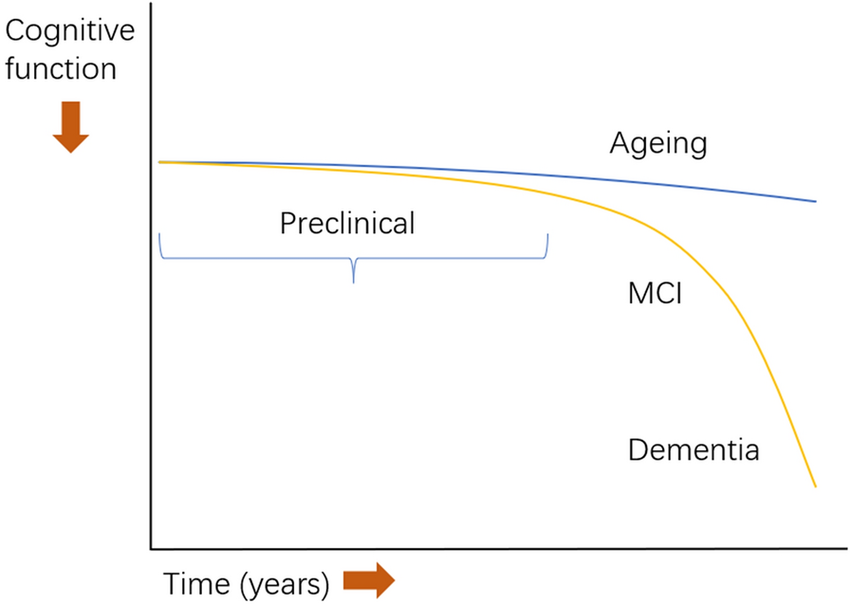 Cognitive
function
Ageing
Preclinical
MCI
Dementia
Time (years)